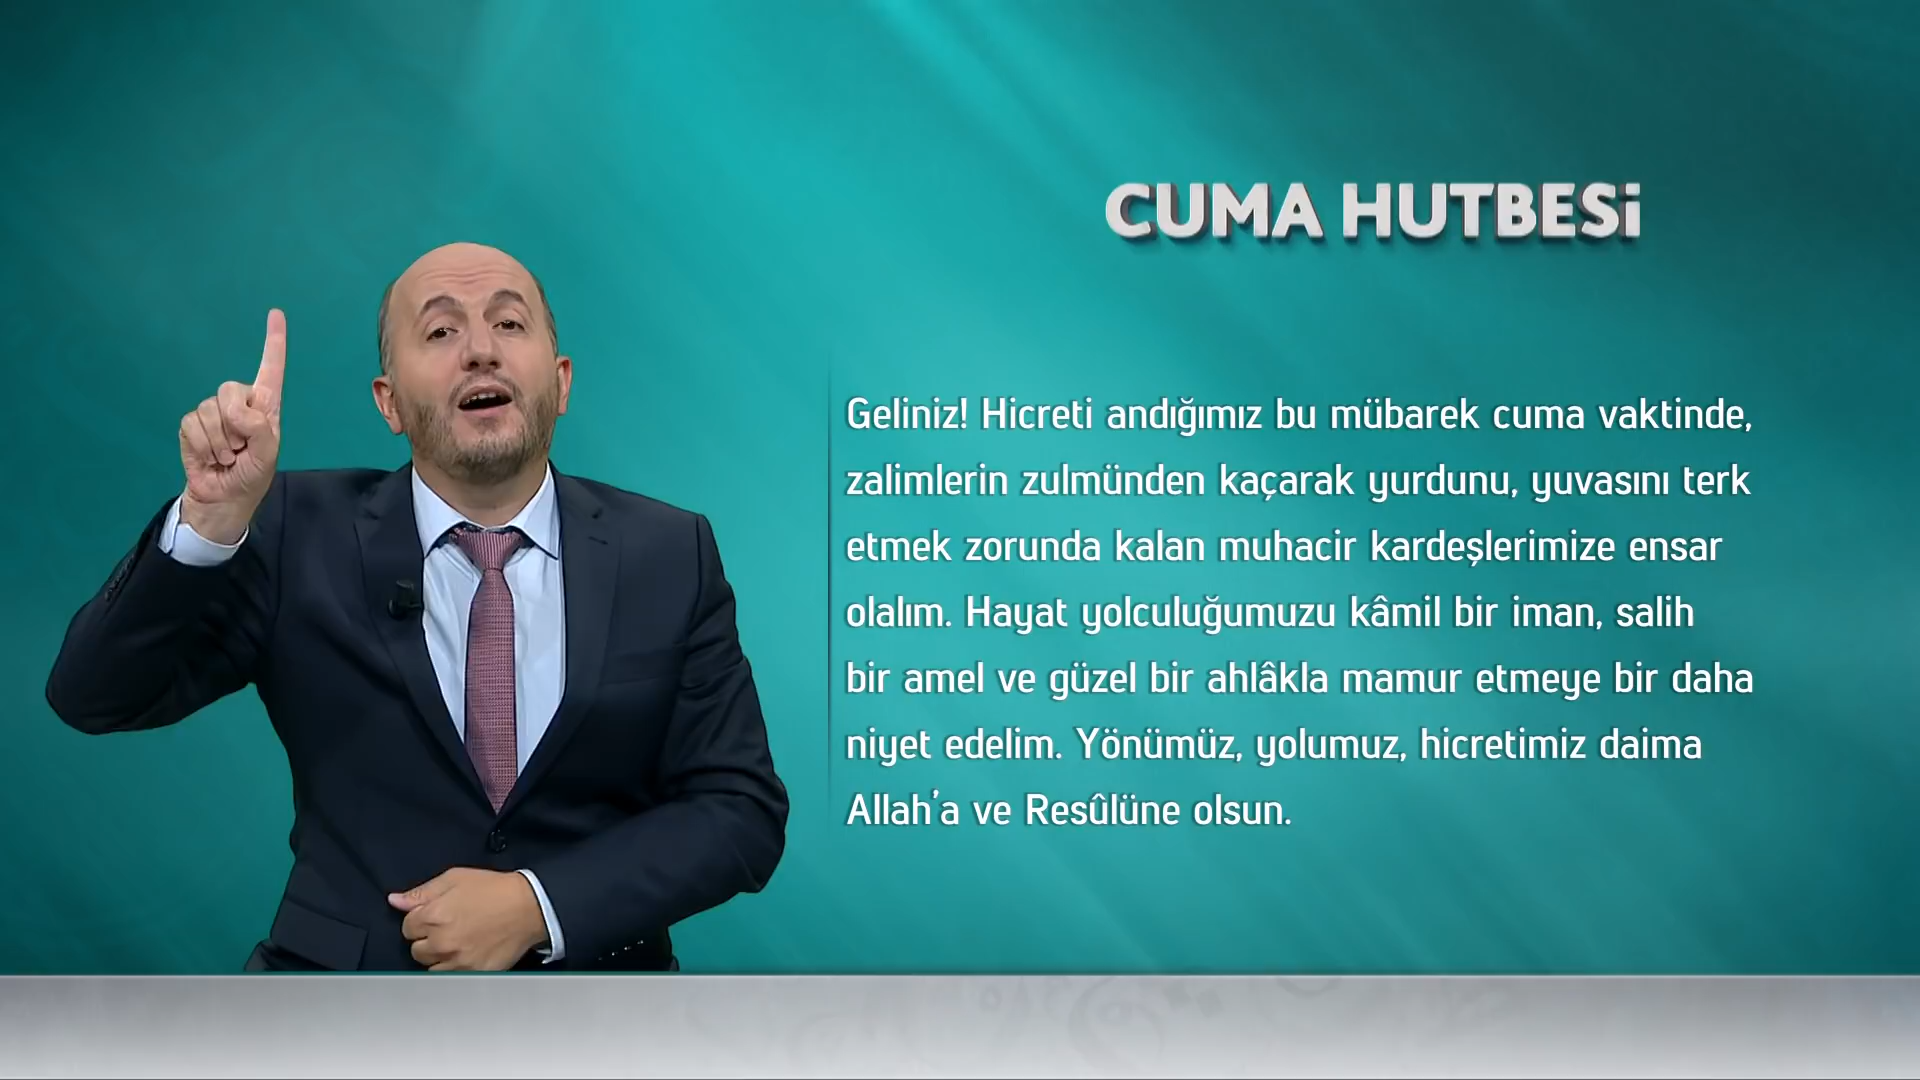 CUMA HUTBESİ
Geliniz! Hicreti andığımız bu mübarek cuma vaktinde,
zalimlerin zulmünden kaçarak yurdunu, yuvasını terk
etmek zorunda kalan muhacir kardeşlerimize ensar
olalım. Hayat yolculuğumuzu kâmil bir iman, salih
bir amel ve güzel bir ahlâkla mamur etmeye bir daha
niyet edelim. Yönümüz, yolumuz, hicretimiz daima
Allah'a ve Resûlüne olsun.